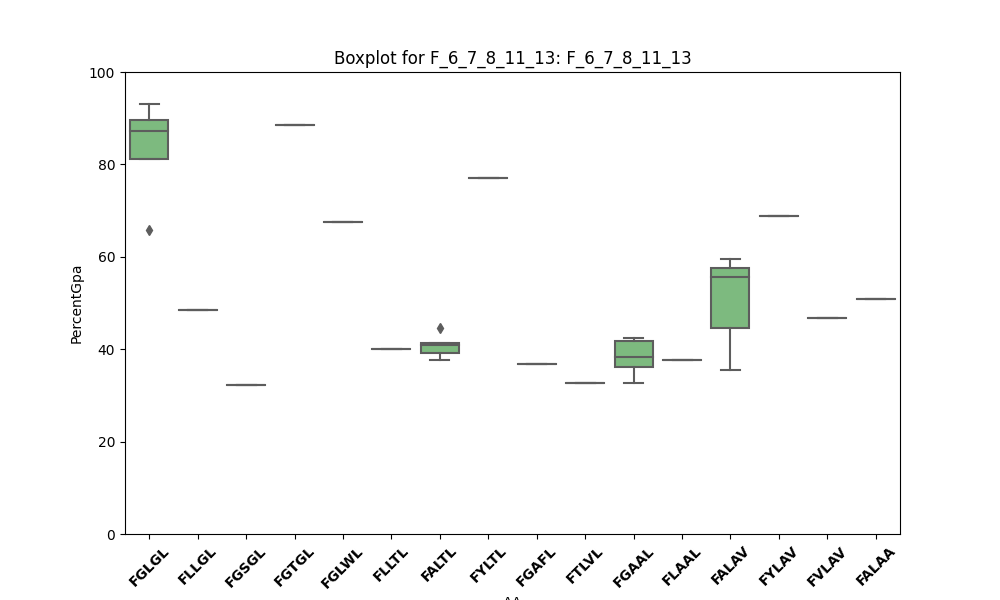 Boxplot for F_6_7_8_11_13: F_6_7_8_11_13
100
80
60
40
20
0
PercentGpa
FGLGL FLLGL FGSGL FGTGL FGLWL FLLTL FALTL FYLTL FGAFL FTLVL FGAAL FLAAL FALAV FYLAV FVLAV FALAA